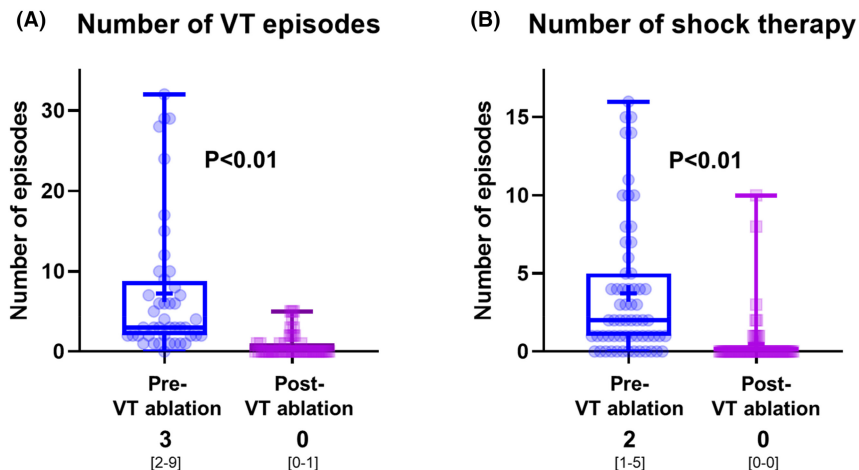 (A) Number of VT episodes
Number of episodes
30
20
10
0
P<0.01
Pre-
VT ablation
Post-
VT ablation
3
0
[2-9]
[0-1]
(B) Number of shock therapy
Number of episodes
15
10
5
0
P<0.01
Pre-
VT ablation
Post-
VT ablation
2
0
[1-5]
[0-0]